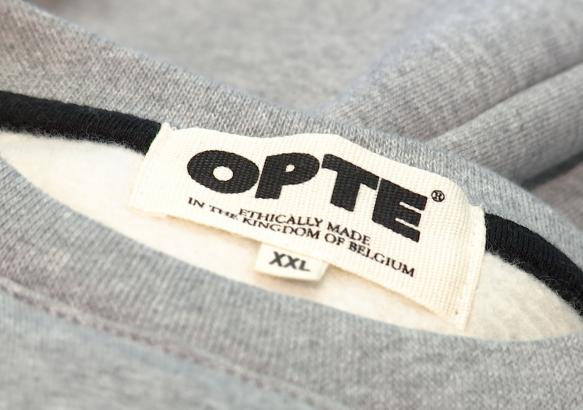 OPTE®
ETHICALLY MADE
IN THE KINGDOM OF BELGIUM
XXL